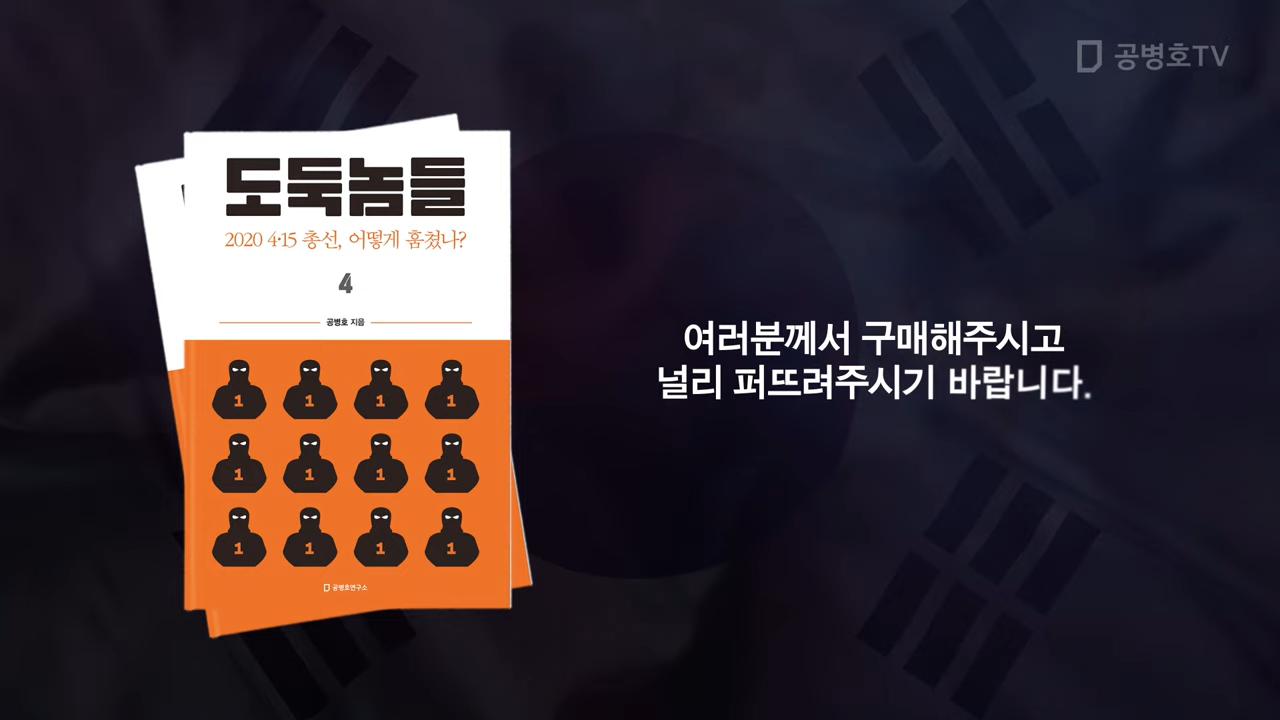 공병호TV
도둑놈들
2020 4·15 총선, 어떻게 훔쳤나?
4
공병호 지음
1 1 1 1
1 1 1 1
1 1 1 1
공병호연구소
여러분께서 구매해주시고
널리 퍼뜨려주시기 바랍니다.